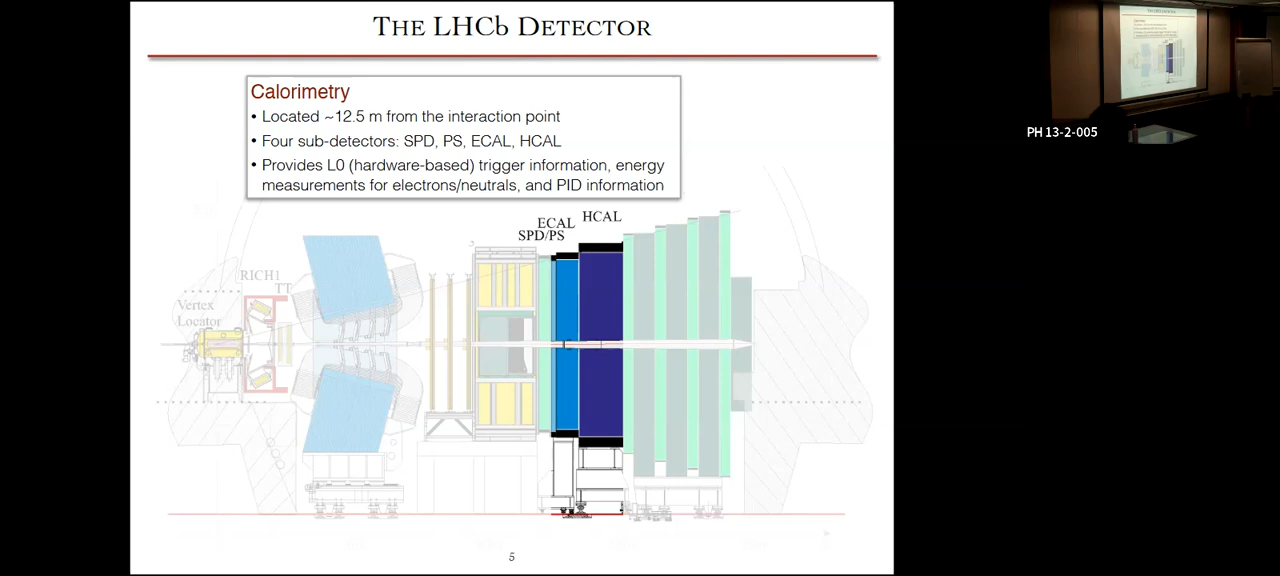 THE LHCb DETECTOR
Calorimetry
• Located ~12.5 m from the interaction point
• Four sub-detectors: SPD, PS, ECAL, HCAL
• Provides L0 (hardware-based) trigger information, energy
measurements for electrons/neutrals, and PID information
HCAL
ECAL
SPD/PS
RICH1
TT
Vertex
Locator
5
PH 13-2-005